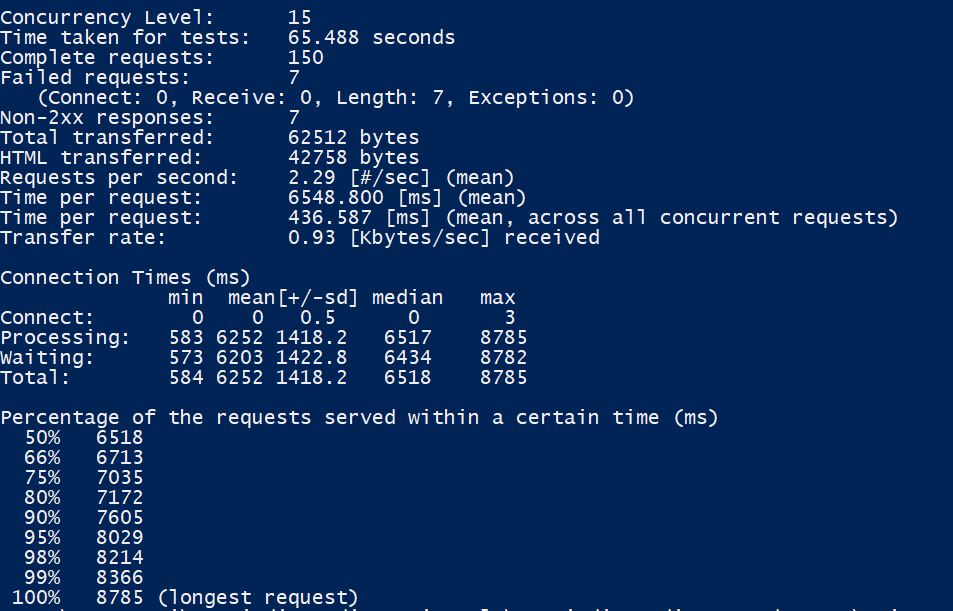 Concurrency Level:      15
Time taken for tests:   65.488 seconds
Complete requests:      150
Failed requests:        7
   (Connect: 0, Receive: 0, Length: 7, Exceptions: 0)
Non-2xx responses:      7
Total transferred:      62512 bytes
HTML transferred:       42758 bytes
Requests per second:    2.29 [#/sec] (mean)
Time per request:       6548.800 [ms] (mean)
Time per request:       436.587 [ms] (mean, across all concurrent requests)
Transfer rate:          0.93 [Kbytes/sec] received
Connection Times (ms)
              min  mean[+/-sd] median   max
Connect:        0    0   0.5      0       3
Processing:   583 6252 1418.2   6517    8785
Waiting:      573 6203 1422.8   6434    8782
Total:        584 6252 1418.2   6518    8785
Percentage of the requests served within a certain time (ms)
  50%   6518
  66%   6713
  75%   7035
  80%   7172
  90%   7605
  95%   8029
  98%   8214
  99%   8366
 100%   8785 (longest request)